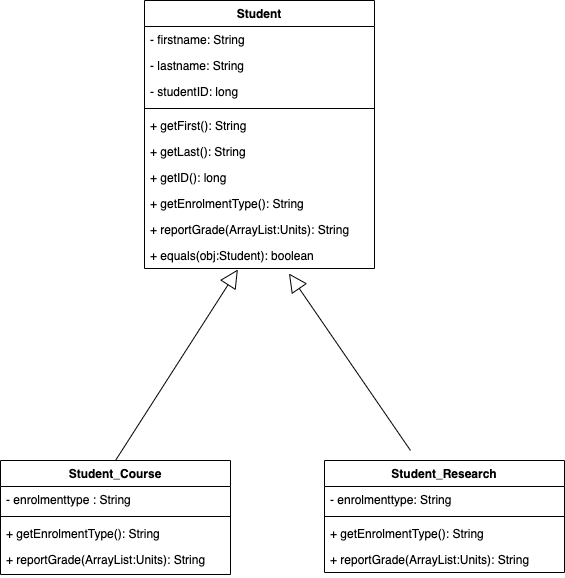 Student
- firstname: String
- lastname: String
- studentID: long
+ getFirst(): String
+ getLast(): String
+ getID(): long
+ getEnrolmentType(): String
+ reportGrade(ArrayList:Units): String
+ equals(obj:Student): boolean
Student_Course
- enrolmenttype : String
+ getEnrolmentType(): String
+ reportGrade(ArrayList:Units): String
Student_Research
- enrolmenttype: String
+ getEnrolmentType(): String
+ reportGrade(ArrayList:Units): String